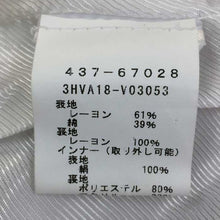 437-67028
3HVA18-V03053
表地
レーヨン 61%
綿 39%
裏地
レーヨン 100%
インナー(取り外し可能)
表地
絹 100%
裏地
ポリエステル 80%